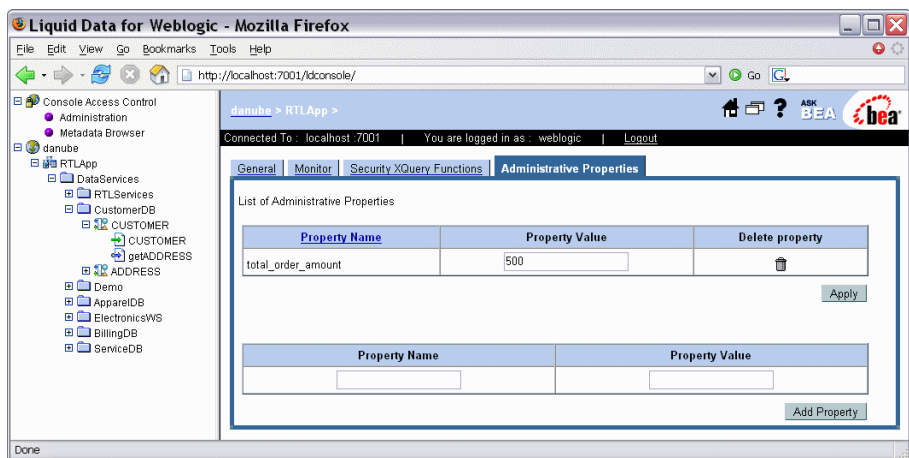 Liquid Data for Weblogic - Mozilla Firefox
File Edit View Go Bookmarks Tools Help
http://localhost:7001/ldconsole/ Go G
Console Access Control
Administration
Metadata Browser
danube
RTLApp
DataServices
RTLServices
CustomerDB
CUSTOMER
CUSTOMER
getADDRESS
ADDRESS
Demo
ApparelDB
ElectronicsWS
BillingDB
ServiceDB
danube > RTLApp >
? ASK BEA bea
Connected To : localhost :7001 | You are logged in as : weblogic | Logout
General Monitor Security XQuery Functions Administrative Properties
List of Administrative Properties
Property Name Property Value Delete property
total_order_amount 500
Apply
Property Name Property Value
Add Property
Done